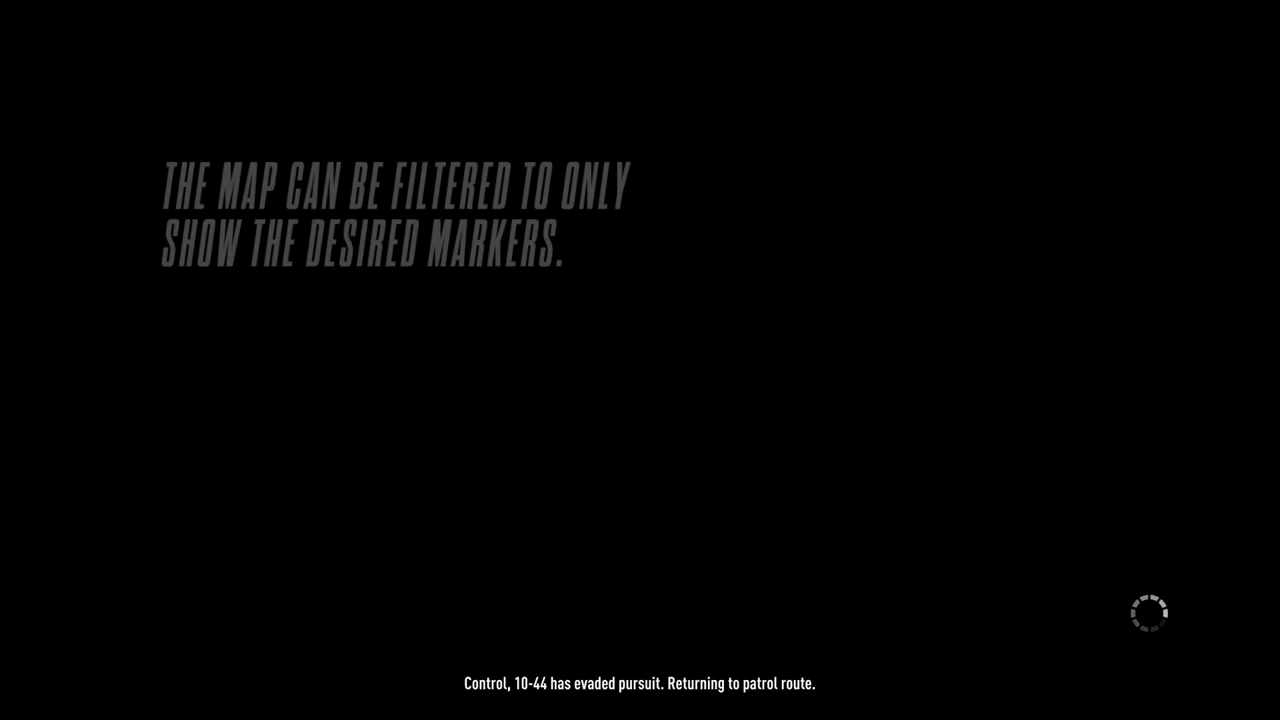 THE MAP CAN BE FILTERED TO ONLY
SHOW THE DESIRED MARKERS.
Control, 10-44 has evaded pursuit. Returning to patrol route.